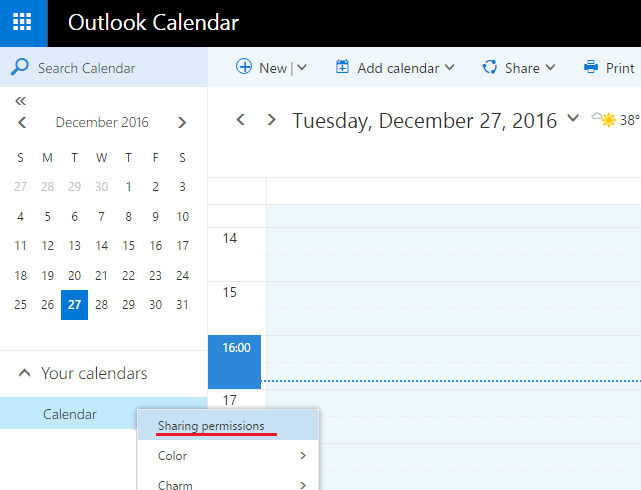 Outlook Calendar
Search Calendar
New
Add calendar
Share
Print
December 2016
S M T W T F S
27 28 29 30 1 2 3
4 5 6 7 8 9 10
11 12 13 14 15 16 17
18 19 20 21 22 23 24
25 26 27 28 29 30 31
Tuesday, December 27, 2016
38°
14
15
16:00
17
Your calendars
Calendar
Sharing permissions
Color
Charm